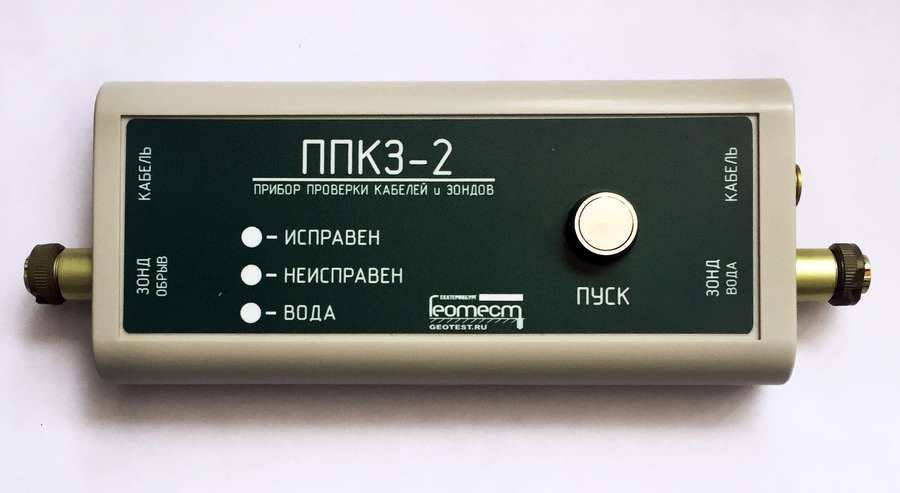 ППКЗ-2
ПРИБОР ПРОВЕРКИ КАБЕЛЕЙ и ЗОНДОВ
КАБЕЛЬ
ЗОНД
ОБРЫВ
- ИСПРАВЕН
- НЕИСПРАВЕН
- ВОДА
ЕКАТЕРИНБУРГ
Геотест
GEOTEST.RU
ПУСК
КАБЕЛЬ
ЗОНД
ВОДА